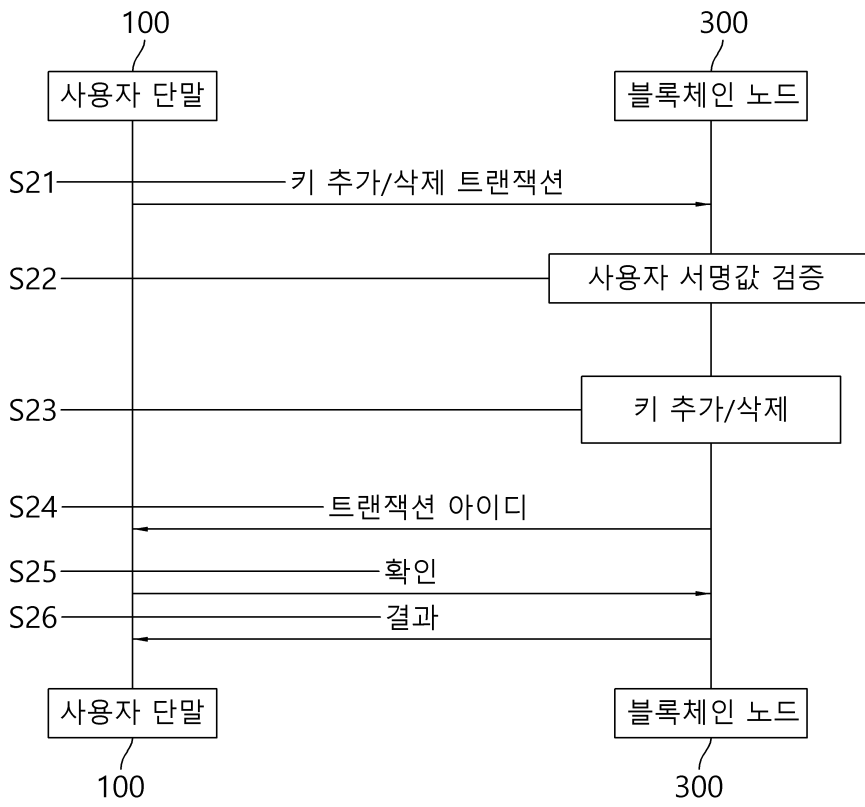 100
300
사용자 단말
블록체인 노드
S21
키 추가/삭제 트랜잭션
S22
사용자 서명값 검증
S23
키 추가/삭제
S24
트랜잭션 아이디
S25
확인
S26
결과
사용자 단말
블록체인 노드
100
300